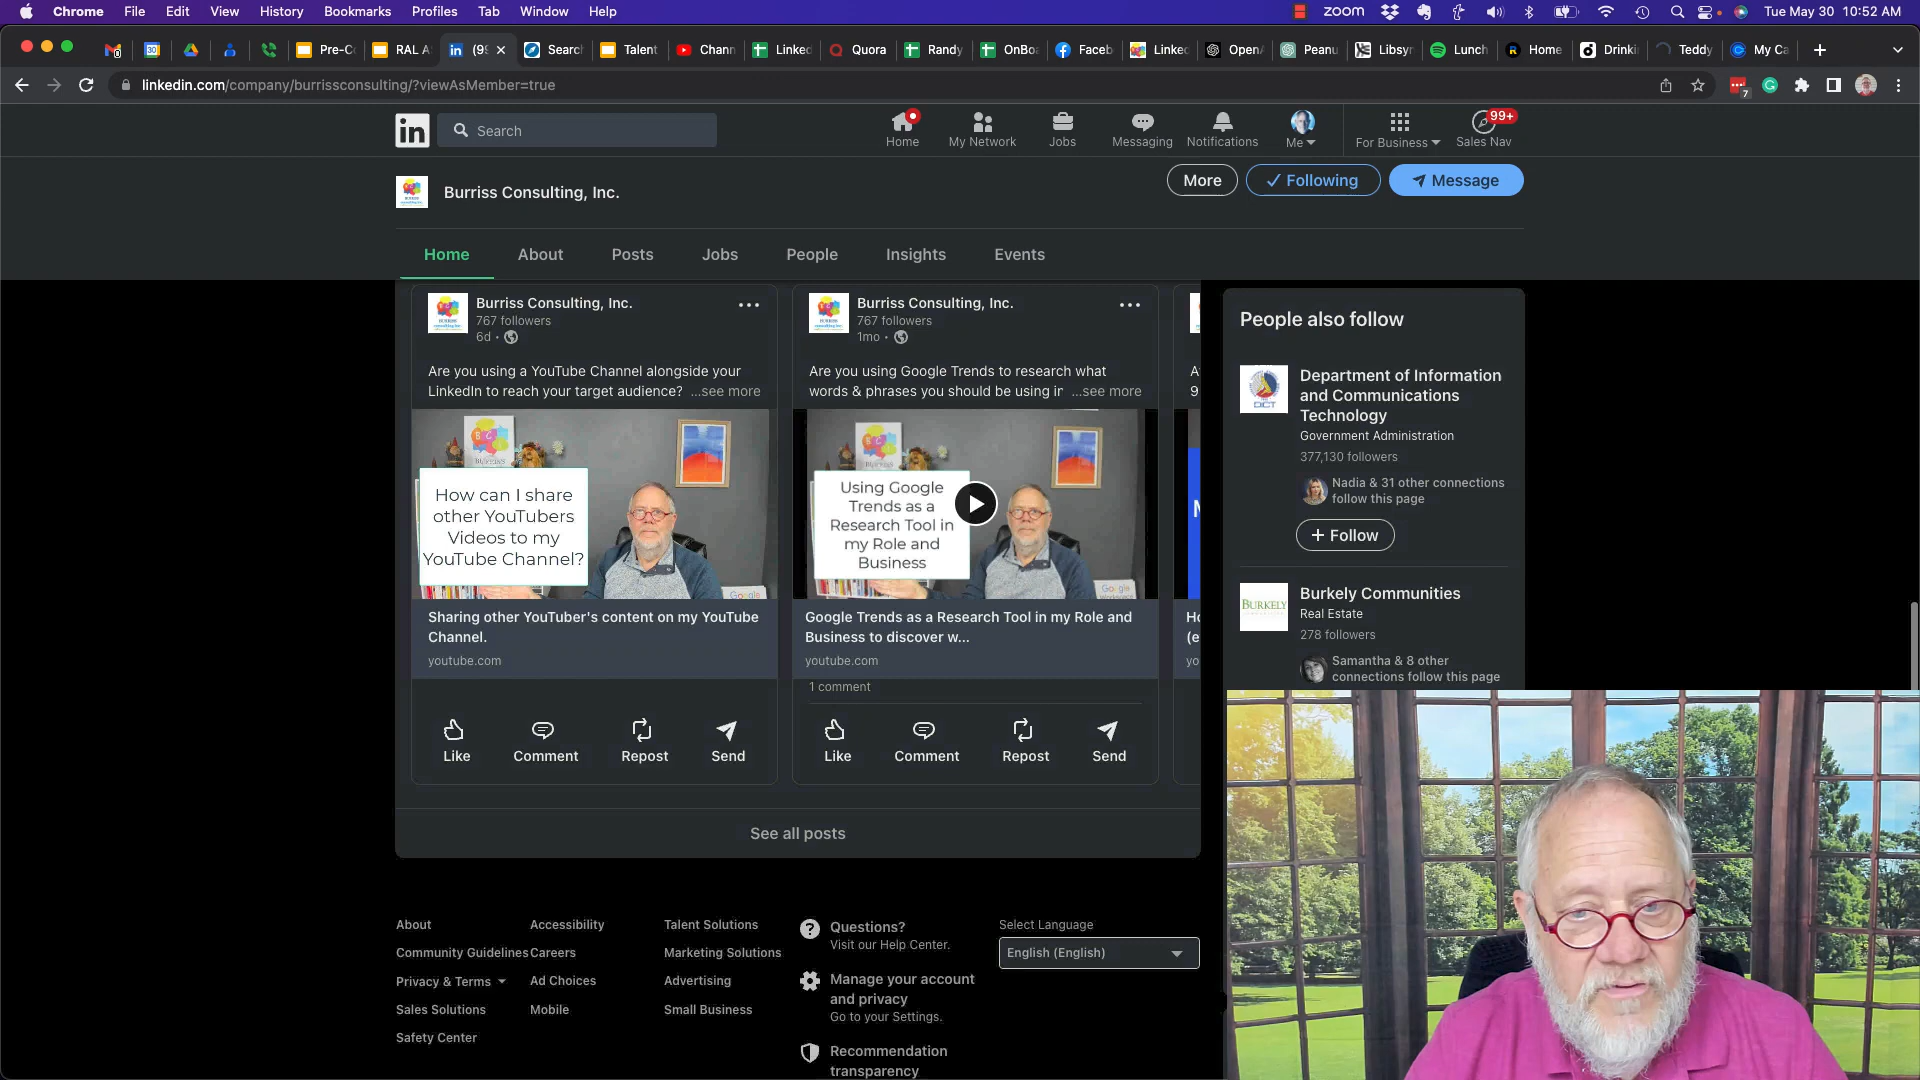 Chrome File Edit View History Bookmarks Profiles Tab Window Help
zoom Tue May 30 10:52 AM
Pre-C RAL A (99 Search Talent Chann Linked Quora Randy OnBoa Faceb Linked OpenA Peanu Libsyn Lunch Home Drinki Teddy My Ca
linkedin.com/company/burrissconsulting/?viewAsMember=true
7
in Search
Home My Network Jobs Messaging Notifications Me For Business 99+ Sales Nav
Burriss Consulting, Inc.
More Following Message
Home About Posts Jobs People Insights Events
Burriss Consulting, Inc.
767 followers
6d •
Are you using a YouTube Channel alongside your
LinkedIn to reach your target audience? ...see more
How can I share
other YouTubers
Videos to my
YouTube Channel?
Sharing other YouTuber's content on my YouTube
Channel.
youtube.com
Like Comment Repost Send
Burriss Consulting, Inc.
767 followers
1mo •
Are you using Google Trends to research what
words & phrases you should be using in ...see more
Using Google
Trends as a
Research Tool in
my Role and
Business
Google Trends as a Research Tool in my Role and
Business to discover w...
youtube.com
1 comment
Like Comment Repost Send
See all posts
People also follow
DICT
Department of Information
and Communications
Technology
Government Administration
377,130 followers
Nadia & 31 other connections
follow this page
+ Follow
BURKELY
Burkely Communities
Real Estate
278 followers
Samantha & 8 other
connections follow this page
About Accessibility Talent Solutions
Community Guidelines Careers Marketing Solutions
Privacy & Terms Ad Choices Advertising
Sales Solutions Mobile Small Business
Safety Center
Questions?
Visit our Help Center.
Manage your account
and privacy
Go to your Settings.
Recommendation
transparency
Select Language
English (English)